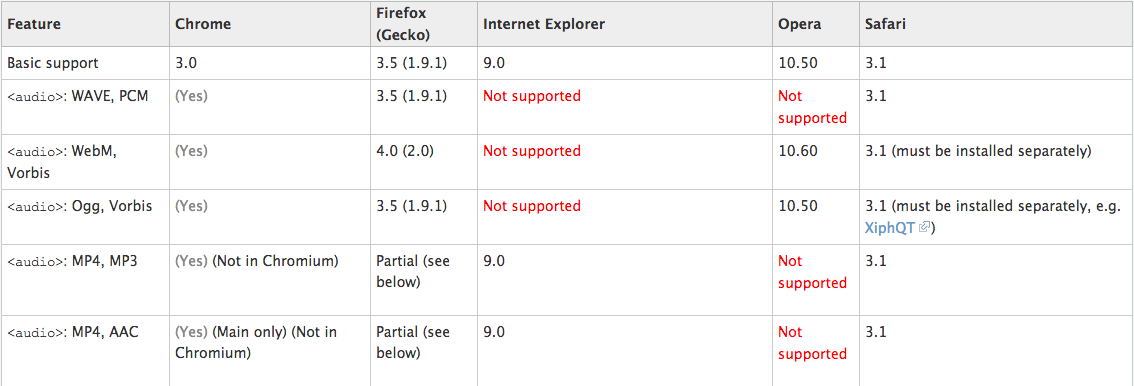 Feature Chrome Firefox (Gecko) Internet Explorer Opera Safari
Basic support 3.0 3.5 (1.9.1) 9.0 10.50 3.1
<audio>: WAVE, PCM (Yes) 3.5 (1.9.1) Not supported Not supported 3.1
<audio>: WebM, Vorbis (Yes) 4.0 (2.0) Not supported 10.60 3.1 (must be installed separately)
<audio>: Ogg, Vorbis (Yes) 3.5 (1.9.1) Not supported 10.50 3.1 (must be installed separately, e.g. XiphQT)
<audio>: MP4, MP3 (Yes) (Not in Chromium) Partial (see below) 9.0 Not supported 3.1
<audio>: MP4, AAC (Yes) (Main only) (Not in Chromium) Partial (see below) 9.0 Not supported 3.1